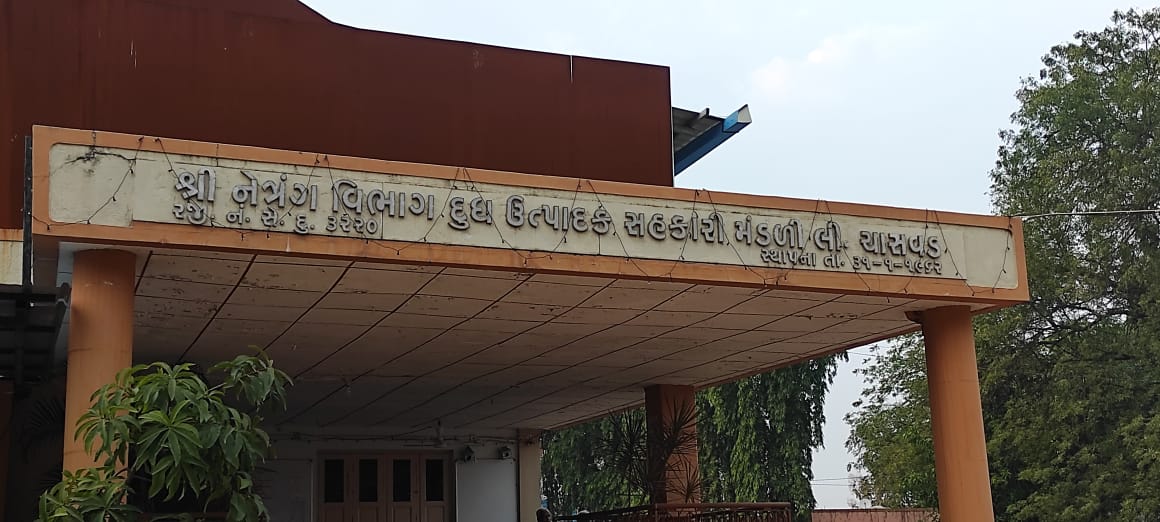 શ્રી નેત્રંગ વિભાગ દુધ ઉત્પાદક સહકારી મંડળી લી. ચાસવડ
રજી. નં. સે. દુ. ૩૨૨૦
સ્થાપના તા. ૩૧-૧-૧૯૬૨